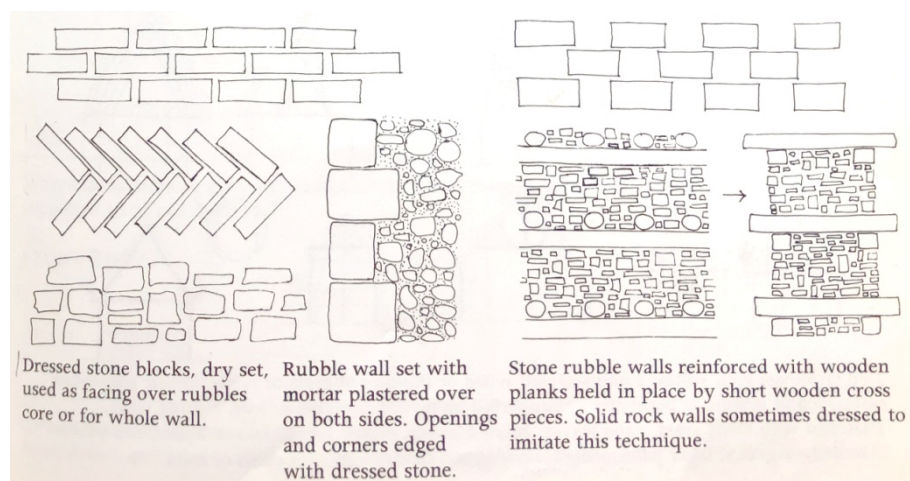 Dressed stone blocks, dry set,
used as facing over rubbles
core or for whole wall.
Rubble wall set with
mortar plastered over
on both sides. Openings
and corners edged
with dressed stone.
Stone rubble walls reinforced with wooden
planks held in place by short wooden cross
pieces. Solid rock walls sometimes dressed to
imitate this technique.